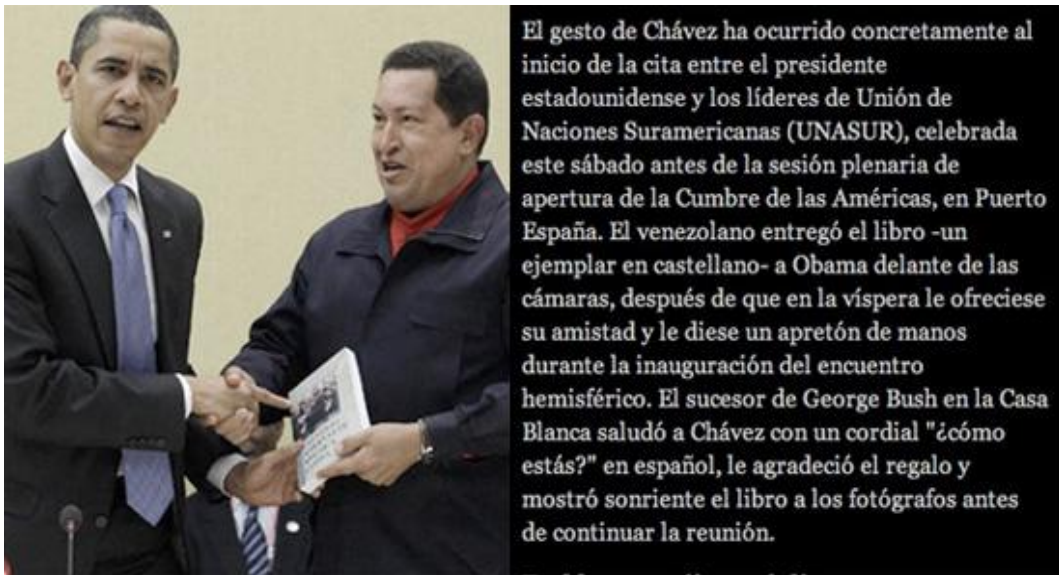 El gesto de Chávez ha ocurrido concretamente al
inicio de la cita entre el presidente
estadounidense y los líderes de Unión de
Naciones Suramericanas (UNASUR), celebrada
este sábado antes de la sesión plenaria de
apertura de la Cumbre de las Américas, en Puerto
España. El venezolano entregó el libro -un
ejemplar en castellano- a Obama delante de las
cámaras, después de que en la víspera le ofreciese
su amistad y le diese un apretón de manos
durante la inauguración del encuentro
hemisférico. El sucesor de George Bush en la Casa
Blanca saludó a Chávez con un cordial "¿cómo
estás?" en español, le agradeció el regalo y
mostró sonriente el libro a los fotógrafos antes
de continuar la reunión.